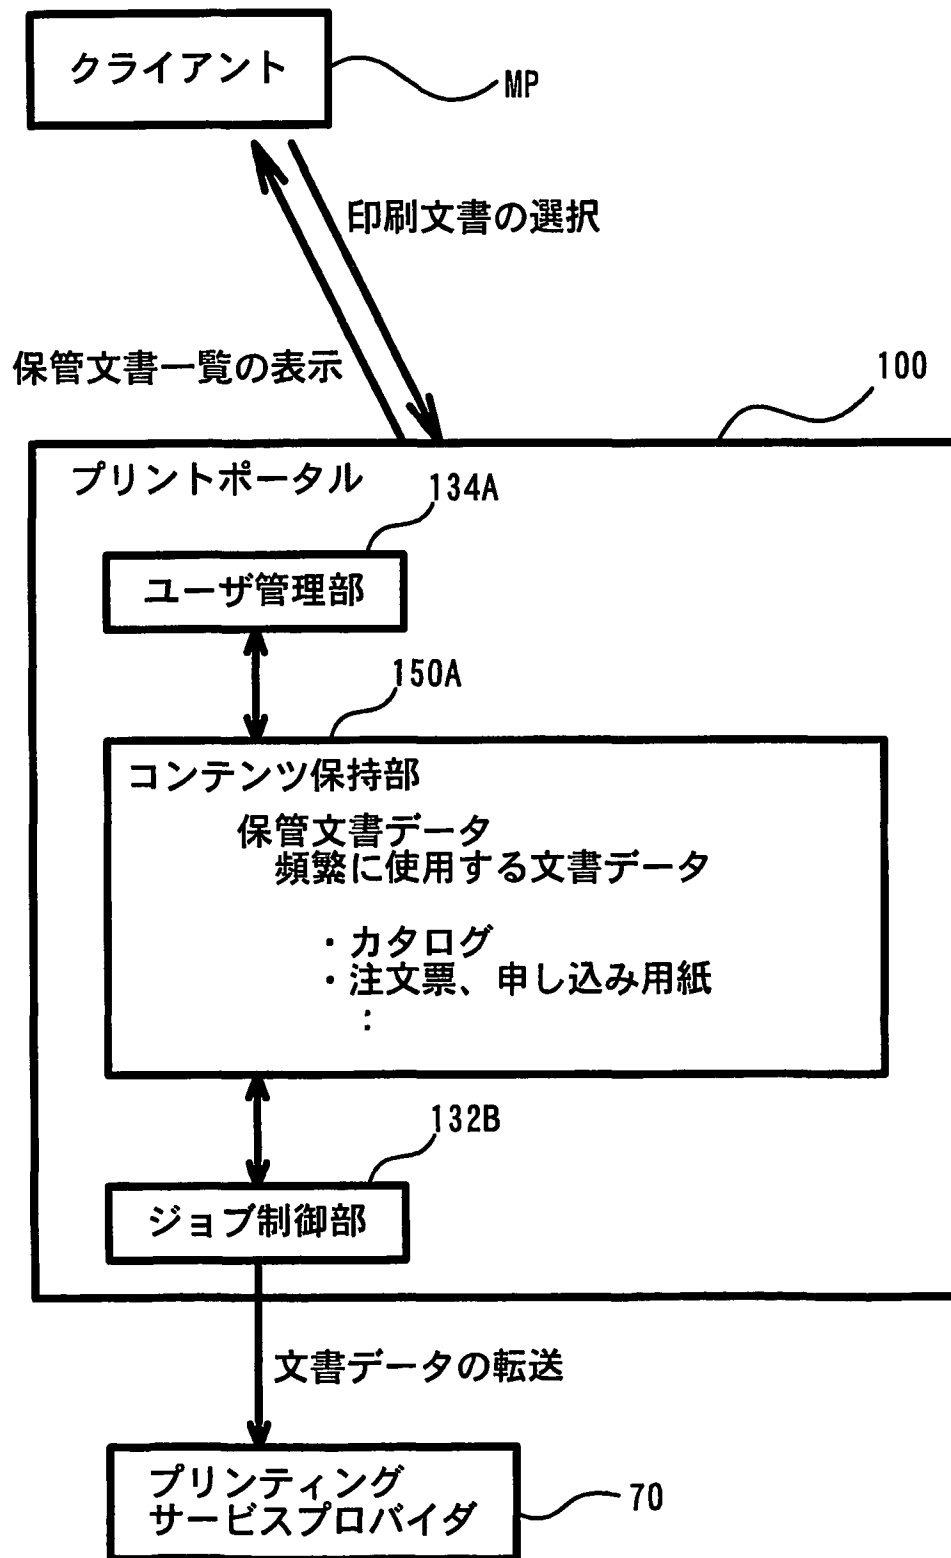 クライアント
MP
印刷文書の選択
保管文書一覧の表示
100
プリントポータル
134A
ユーザ管理部
150A
コンテンツ保持部
保管文書データ
頻繁に使用する文書データ
・カタログ
・注文票、申し込み用紙
：
132B
ジョブ制御部
文書データの転送
プリンティング
サービスプロバイダ
70